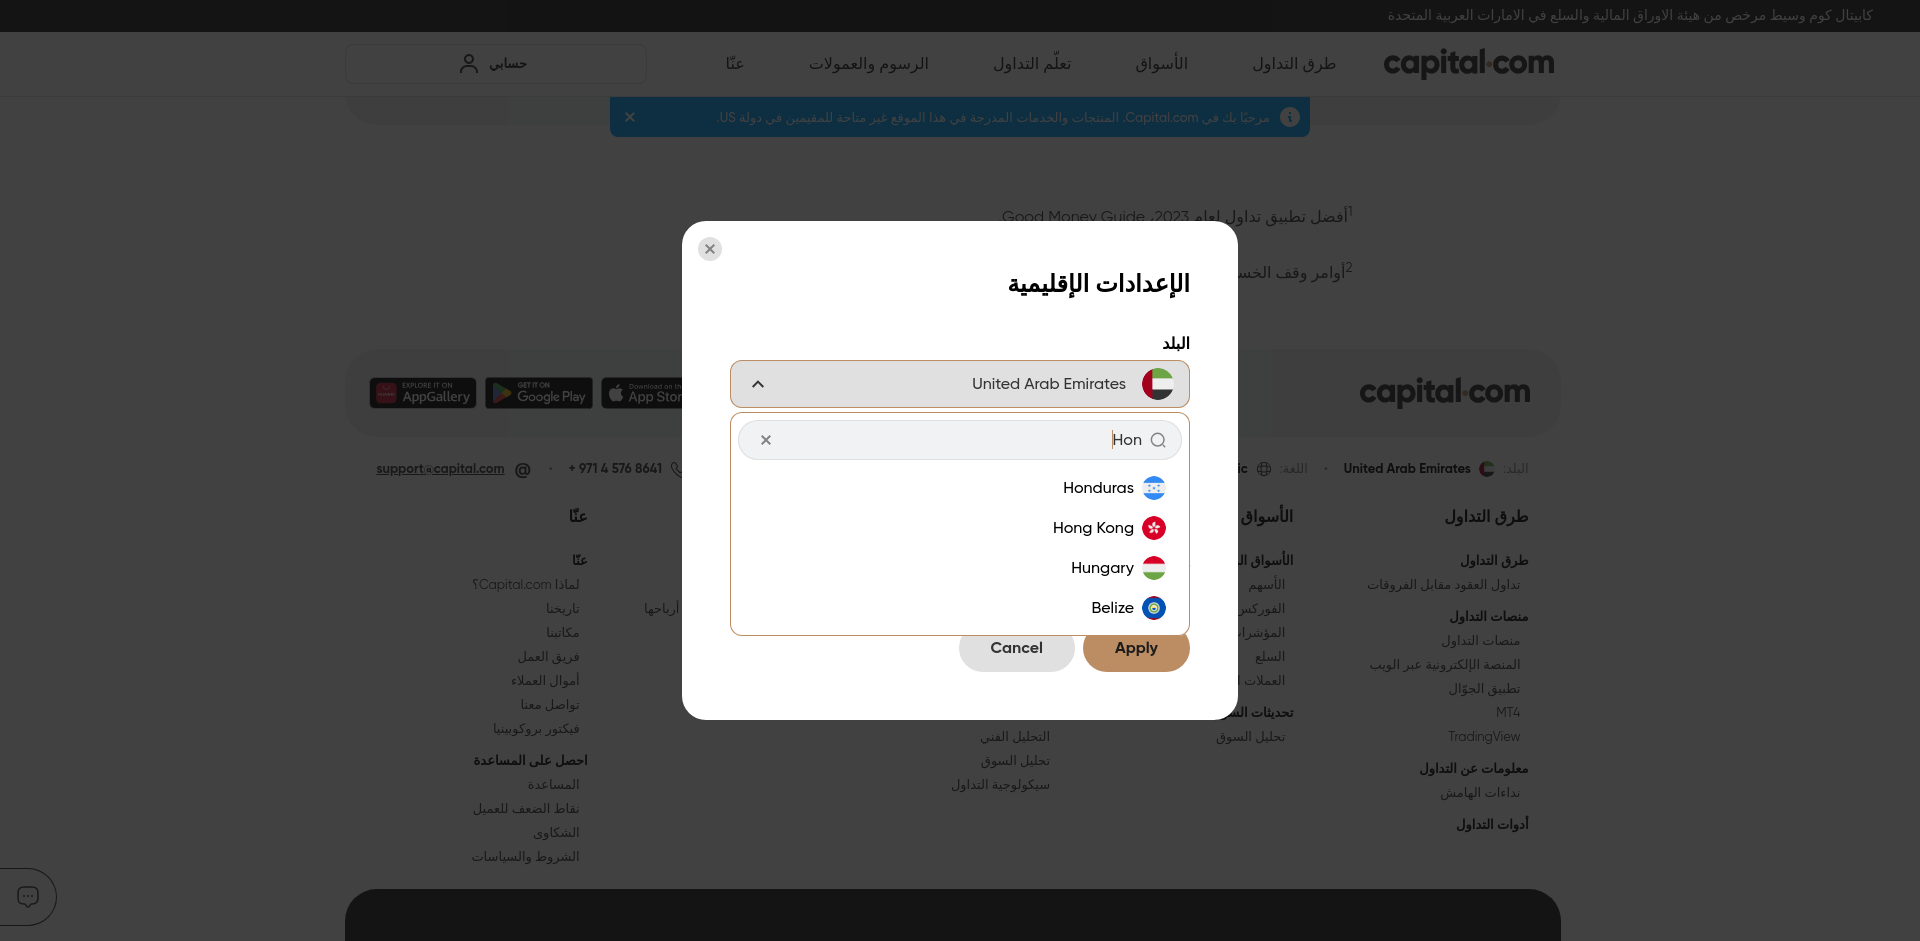 كابيتال كوم وسيط مرخص من هيئة الاوراق المالية والسلع في الامارات العربية المتحدة
capital.com
طرق التداول
الأسواق
تعلّم التداول
الرسوم والعمولات
عنّا
حسابي
مرحبًا بك في Capital.com. المنتجات والخدمات المدرجة في هذا الموقع غير متاحة للمقيمين في دولة US.
1أفضل تطبيق تداول لعام 2023، Good Money Guide
2أوامر وقف
الإعدادات الإقليمية
البلد
United Arab Emirates
Hon
Honduras
Hong Kong
Hungary
Belize
Apply
Cancel
capital.com
Download on the
App Stor
GET IT ON
Google Play
EXPLORE IT ON
AppGallery
البلد:
United Arab Emirates
اللغة:
ic
+ 971 4 576 8641
support@capital.com
طرق التداول
طرق التداول
تداول العقود مقابل الفروقات
منصات التداول
منصات التداول
المنصة الإلكترونية عبر الويب
تطبيق الجوّال
MT4
TradingView
معلومات عن التداول
نداءات الهامش
أدوات التداول
الأسواق
الأسواق
الأسهم
الفوركس
السلع
العملات
تحديثات
تحليل السوق
التحليل الفني
تحليل السوق
سيكولوجية التداول
أرباحها
عنّا
عنّا
لماذا Capital.com؟
تاريخنا
مكاتبنا
فريق العمل
أموال العملاء
تواصل معنا
فيكتور بروكوبينيا
احصل على المساعدة
المساعدة
نقاط الضعف للعميل
الشكاوى
الشروط والسياسات